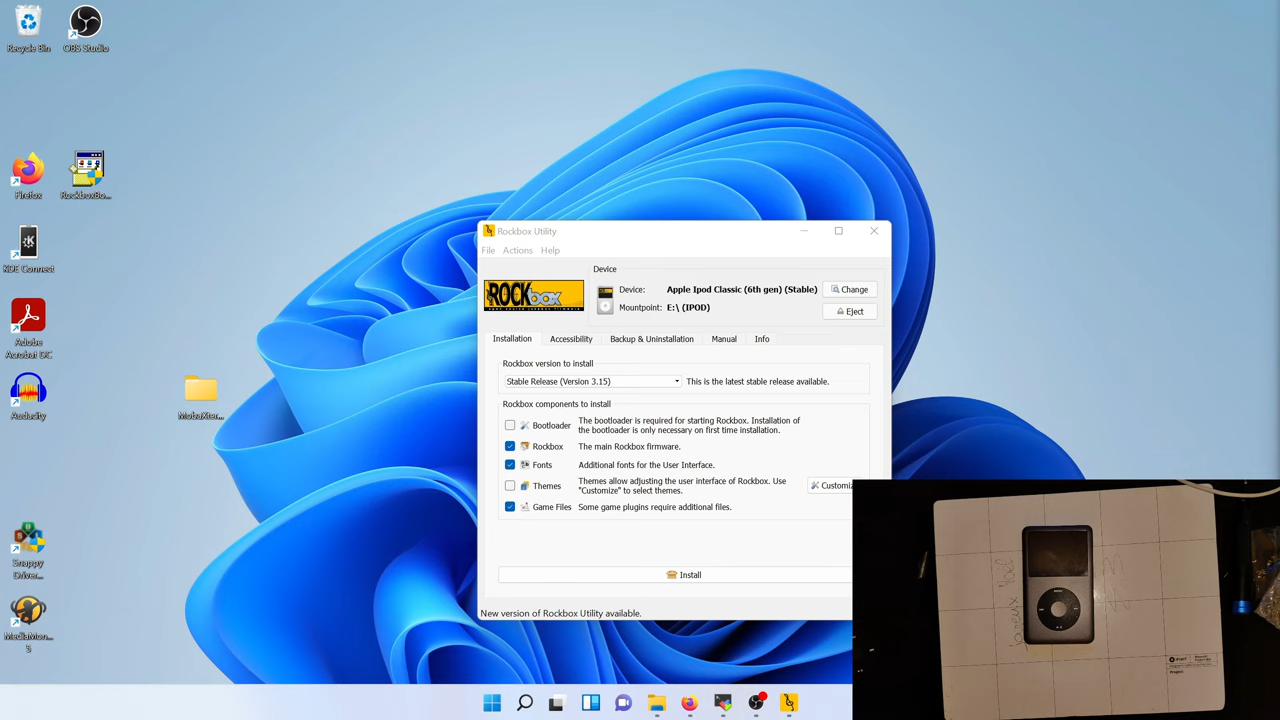 Recycle Bin
OBS Studio
Firefox
RockboxBo...
KDE Connect
Adobe
Acrobat DC
Audacity
MobaXter...
Snappy
Driver...
MediaMon...
5
Rockbox Utility
File Actions Help
ROCKbox
Device
Device: Apple Ipod Classic (6th gen) (Stable) Change
Mountpoint: E:\ (IPOD) Eject
Installation Accessibility Backup & Uninstallation Manual Info
Rockbox version to install
Stable Release (Version 3.15) This is the latest stable release available.
Rockbox components to install
Bootloader The bootloader is required for starting Rockbox. Installation of
the bootloader is only necessary on first time installation.
Rockbox The main Rockbox firmware.
Fonts Additional fonts for the User Interface.
Themes Themes allow adjusting the user interface of Rockbox. Use
"Customize" to select themes. Customiz
Game Files Some game plugins require additional files.
Install
New version of Rockbox Utility available.